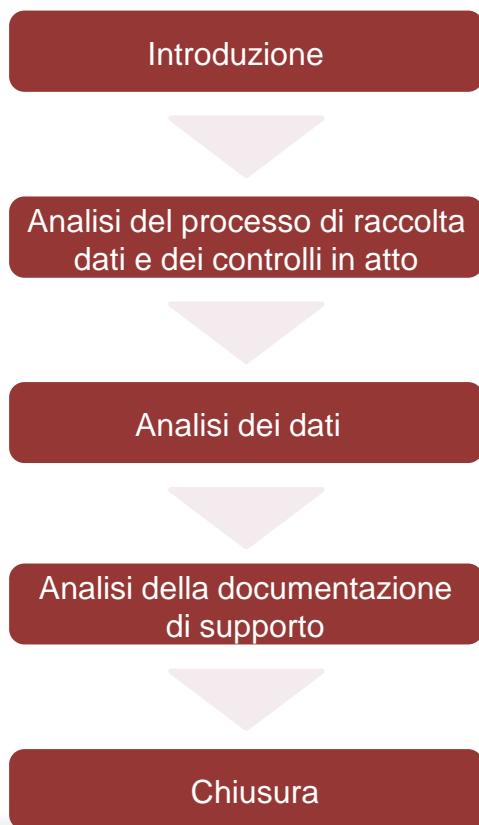 Introduzione
Analisi del processo di raccolta
dati e dei controlli in atto
Analisi dei dati
Analisi della documentazione
di supporto
Chiusura